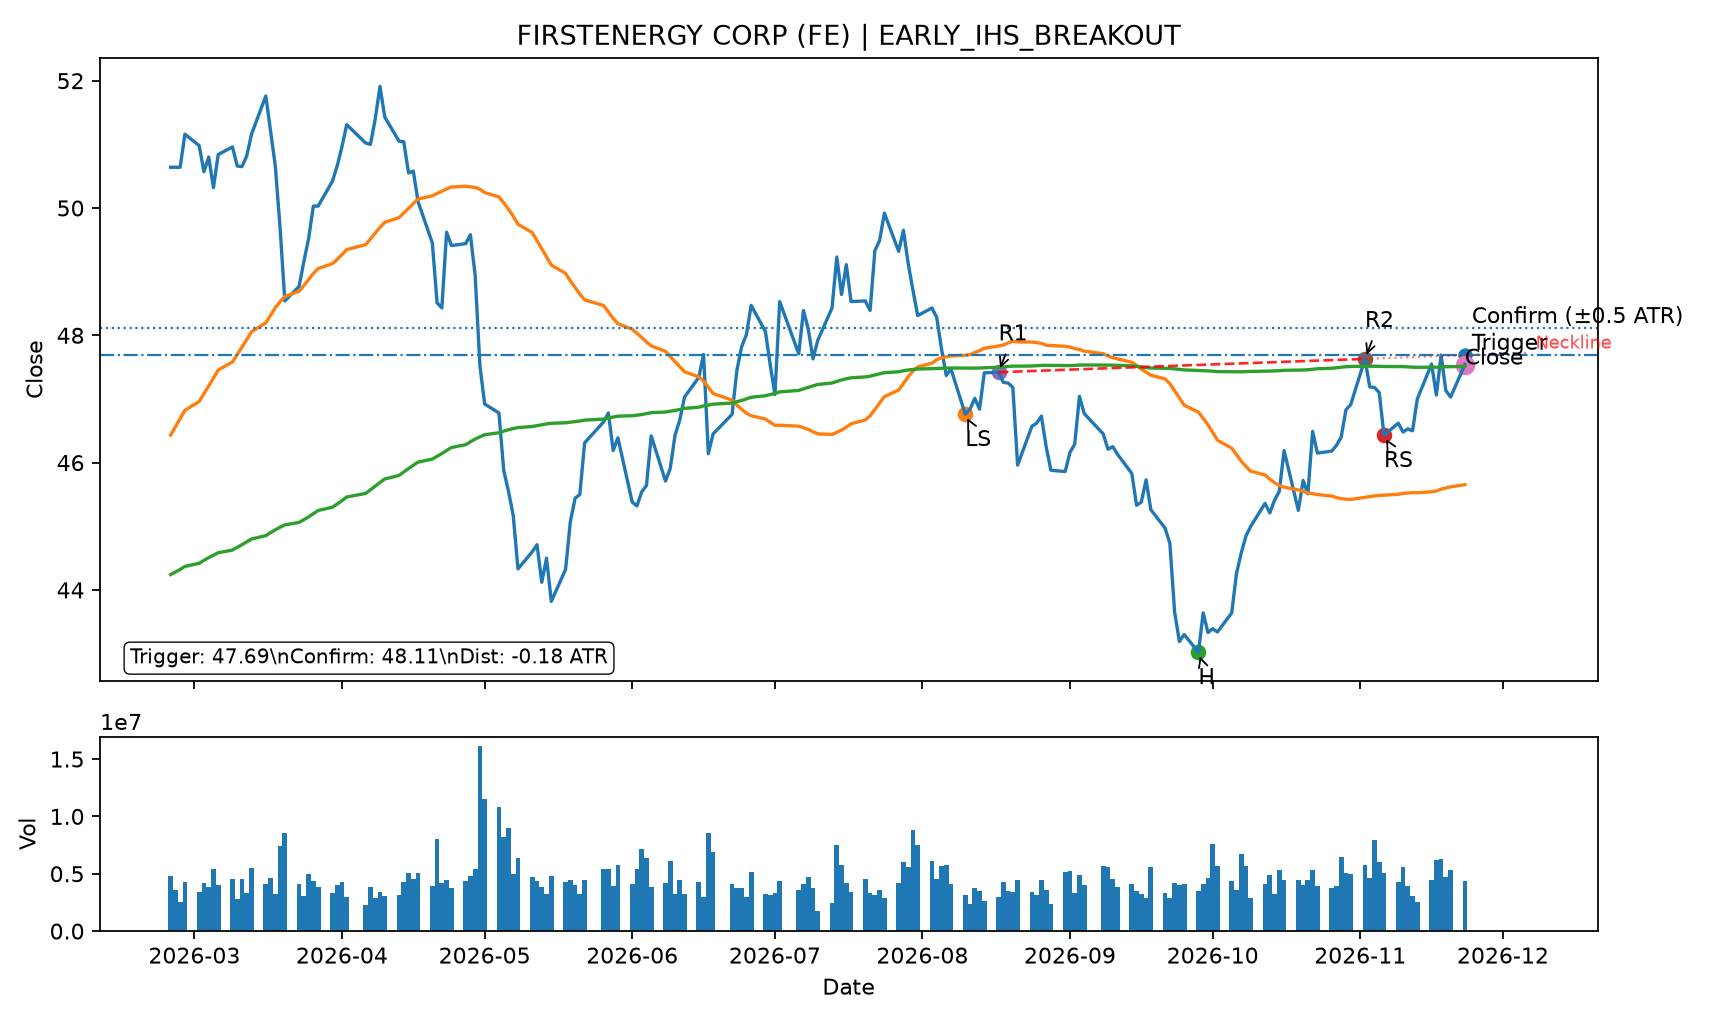 FIRSTENERGY CORP (FE) | EARLY_IHS_BREAKOUT
52
50
48
46
44
Close
R1
R2
Confirm (±0.5 ATR)
Trigger
Neckline
Close
LS
RS
H
Trigger: 47.69\nConfirm: 48.11\nDist: -0.18 ATR
1e7
1.5
1.0
0.5
0.0
Vol
2026-03
2026-04
2026-05
2026-06
2026-07
2026-08
2026-09
2026-10
2026-11
2026-12
Date